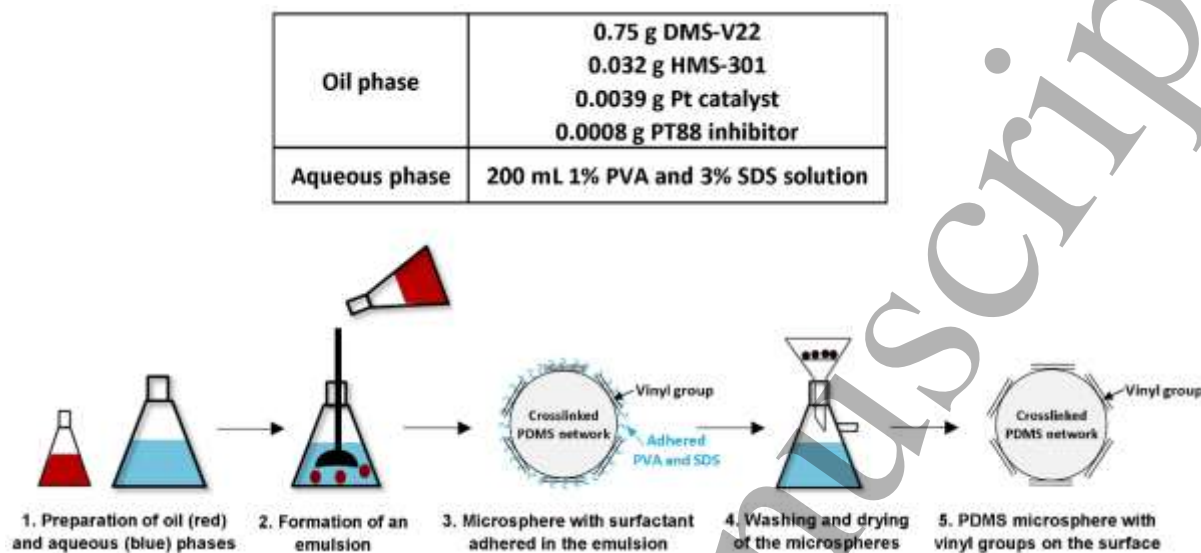 Oil phase
0.75 g DMS-V22
0.032 g HMS-301
0.0039 g Pt catalyst
0.0008 g PT88 inhibitor
Aqueous phase
200 mL 1% PVA and 3% SDS solution
Vinyl group
Crosslinked
PDMS network
Adhered
PVA and SDS
Vinyl group
Crosslinked
PDMS network
1. Preparation of oil (red)
and aqueous (blue) phases
2. Formation of an
emulsion
3. Microsphere with surfactant
adhered in the emulsion
4. Washing and drying
of the microspheres
5. PDMS microsphere with
vinyl groups on the surface
nuscrip